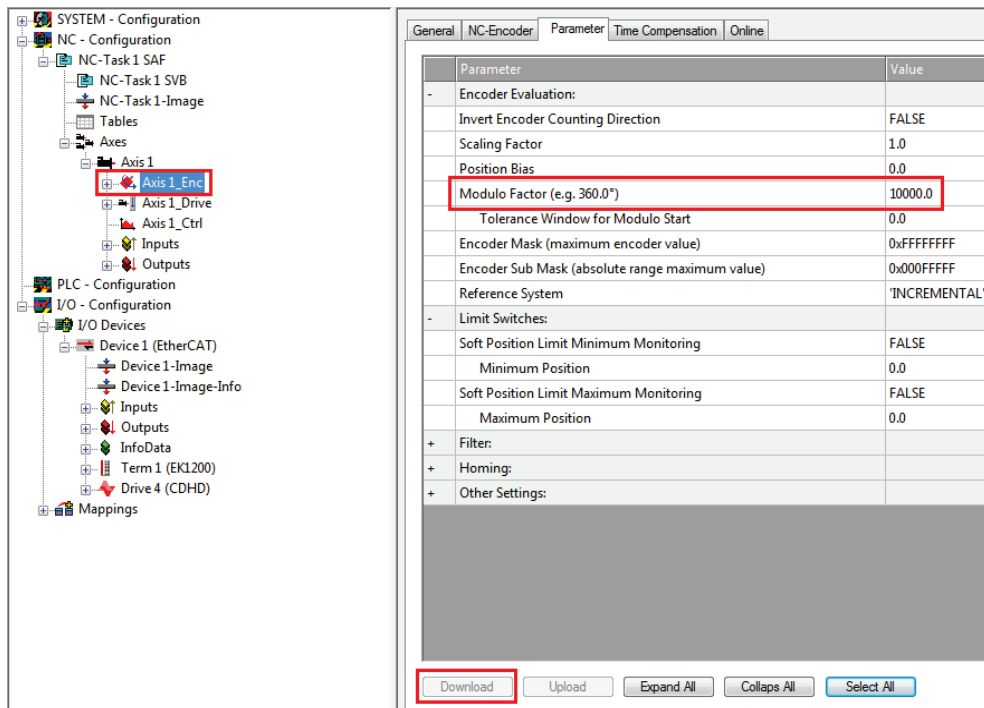 SYSTEM - Configuration
NC - Configuration
NC-Task 1 SAF
NC-Task 1 SVB
NC-Task 1-Image
Tables
Axes
Axis 1
Axis 1_Enc
Axis 1_Drive
Axis 1_Ctrl
Inputs
Outputs
PLC - Configuration
I/O - Configuration
I/O Devices
Device 1 (EtherCAT)
Device 1-Image
Device 1-Image-Info
Inputs
Outputs
InfoData
Term 1 (EK1200)
Drive 4 (CDHD)
Mappings
General NC-Encoder Parameter Time Compensation Online
Parameter Value
- Encoder Evaluation:
Invert Encoder Counting Direction FALSE
Scaling Factor 1.0
Position Bias 0.0
Modulo Factor (e.g. 360.0°) 10000.0
Tolerance Window for Modulo Start 0.0
Encoder Mask (maximum encoder value) 0xFFFFFFFF
Encoder Sub Mask (absolute range maximum value) 0x000FFFFF
Reference System 'INCREMENTAL'
- Limit Switches:
Soft Position Limit Minimum Monitoring FALSE
Minimum Position 0.0
Soft Position Limit Maximum Monitoring FALSE
Maximum Position 0.0
+ Filter:
+ Homing:
+ Other Settings:
Download Upload Expand All Collaps All Select All